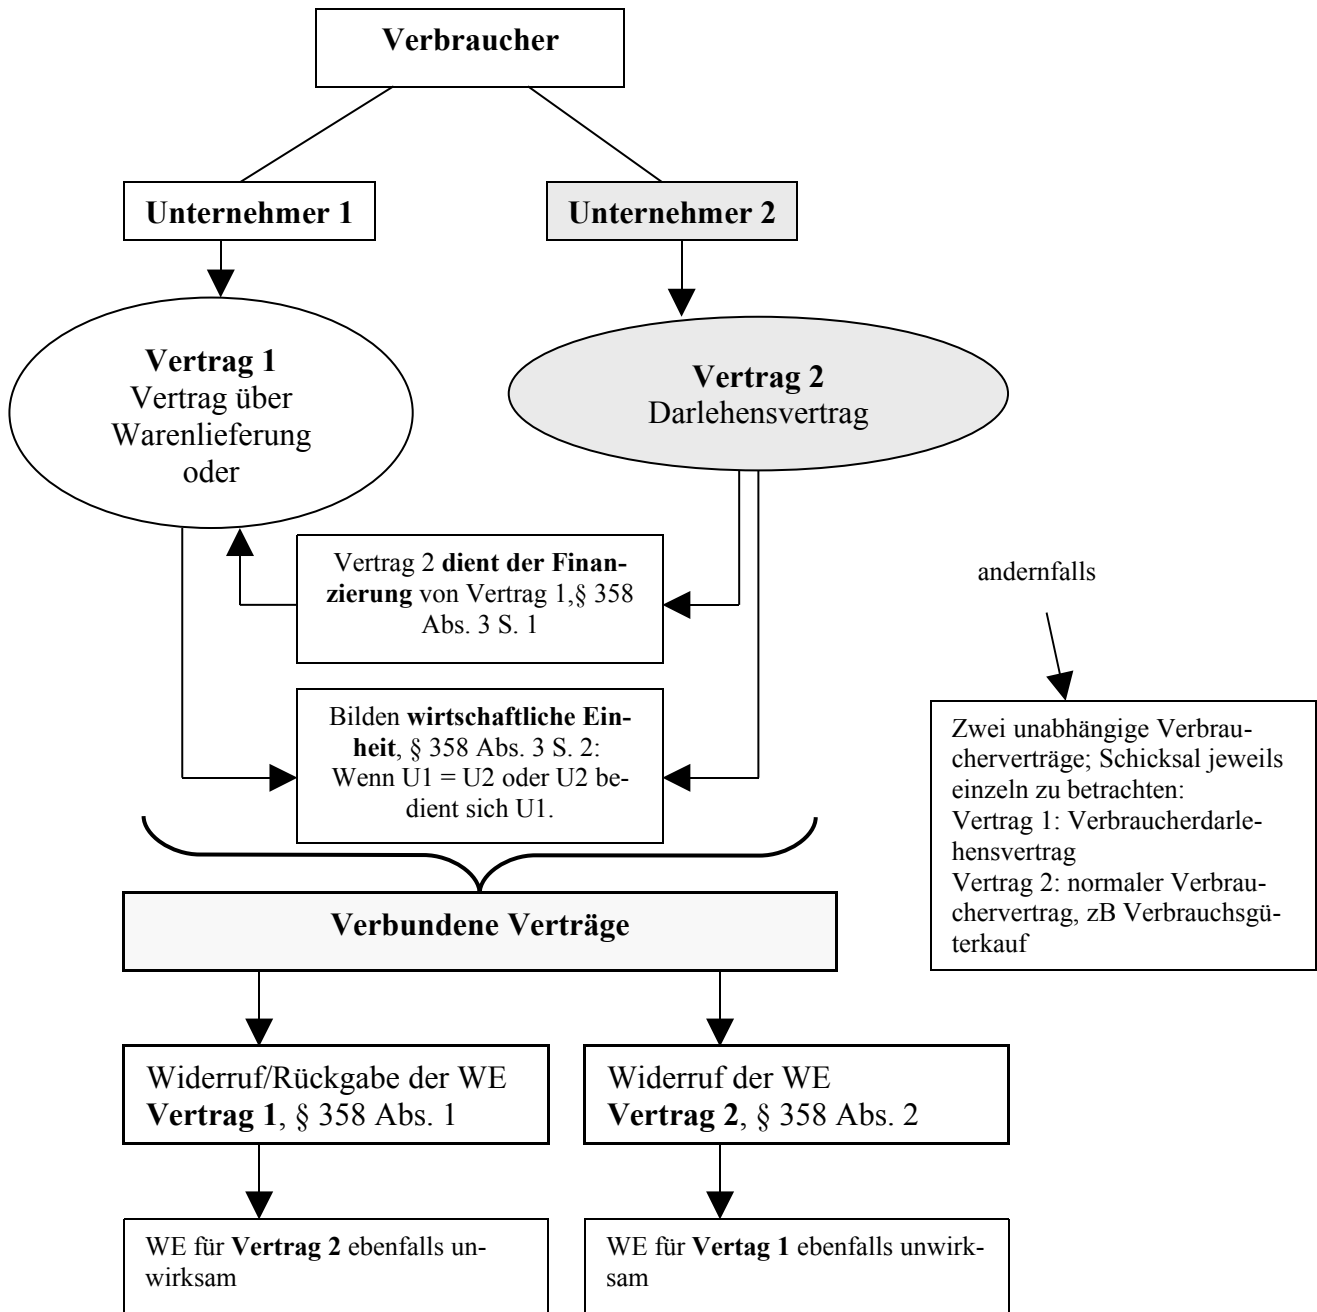 Verbraucher
Unternehmer 1
Unternehmer 2
Vertrag 1
Vertrag über
Warenlieferung
oder
Vertrag 2
Darlehensvertrag
Vertrag 2 dient der Finan-
zierung von Vertrag 1,§ 358
Abs. 3 S. 1
andernfalls
Bilden wirtschaftliche Ein-
heit, § 358 Abs. 3 S. 2:
Wenn U1 = U2 oder U2 be-
dient sich U1.
Zwei unabhängige Verbrau-
cherverträge; Schicksal jeweils
einzeln zu betrachten:
Vertrag 1: Verbraucherdarle-
hensvertrag
Vertrag 2: normaler Verbrau-
chervertrag, zB Verbrauchsgü-
terkauf
Verbundene Verträge
Widerruf/Rückgabe der WE
Vertrag 1, § 358 Abs. 1
Widerruf der WE
Vertrag 2, § 358 Abs. 2
WE für Vertrag 2 ebenfalls un-
wirksam
WE für Vertag 1 ebenfalls unwirk-
sam